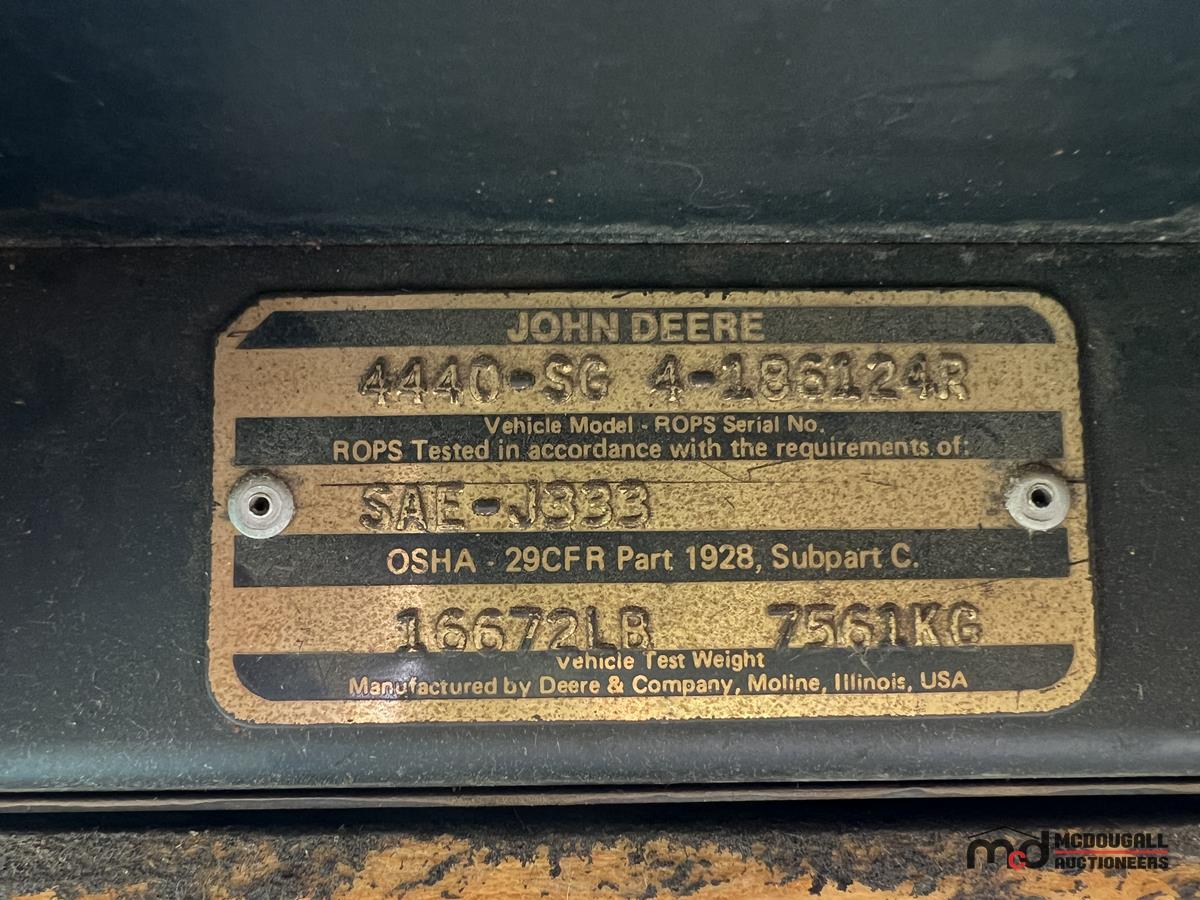 JOHN DEERE
4440-SG 4-186124R
Vehicle Model - ROPS Serial No.
ROPS Tested in accordance with the requirements of:
SAE-J333
OSHA - 29CFR Part 1928, Subpart C.
16672LB 7561KG
Vehicle Test Weight
Manufactured by Deere & Company, Moline, Illinois, USA
mcd MCDOUGALL
AUCTIONEERS